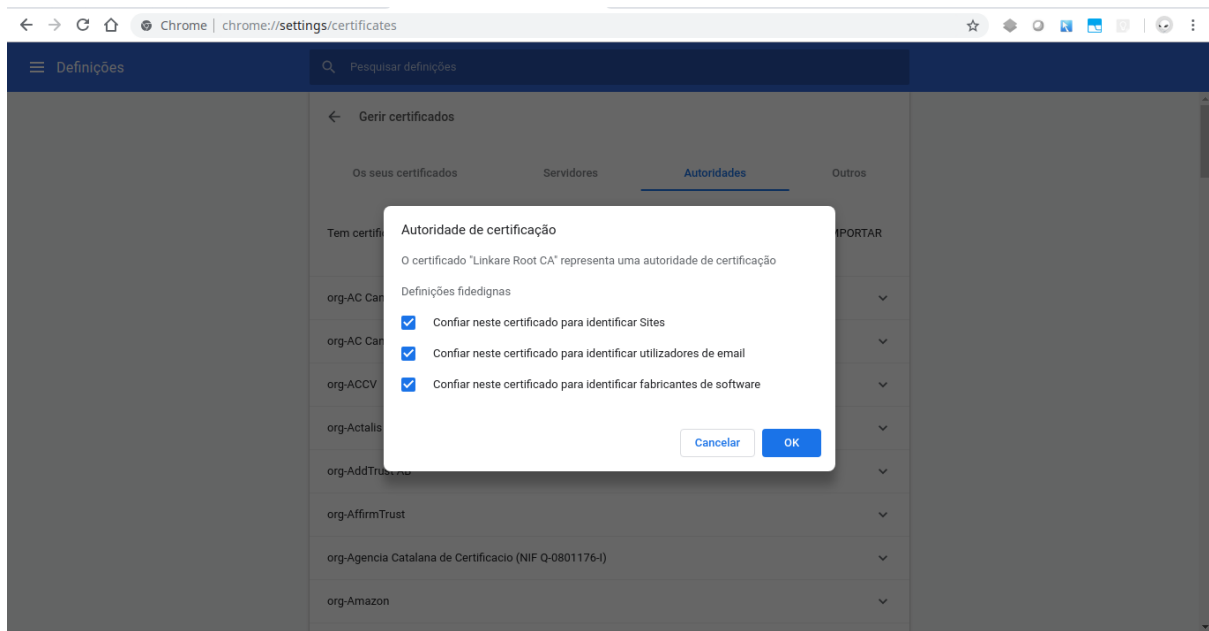 Chrome | chrome://settings/certificates
Definições
Pesquisar definições
Gerir certificados
Os seus certificados Servidores Autoridades Outros
Tem
org-AC
org-AC
org-ACCV
org-Actalis
org-AddTrust AB
org-AffirmTrust
org-Agencia Catalana de Certificacio (NIF Q-0801176-I)
org-Amazon
Autoridade de certificação
O certificado "Linkare Root CA" representa uma autoridade de certificação
Definições fidedignas
Confiar neste certificado para identificar Sites
Confiar neste certificado para identificar utilizadores de email
Confiar neste certificado para identificar fabricantes de software
Cancelar OK